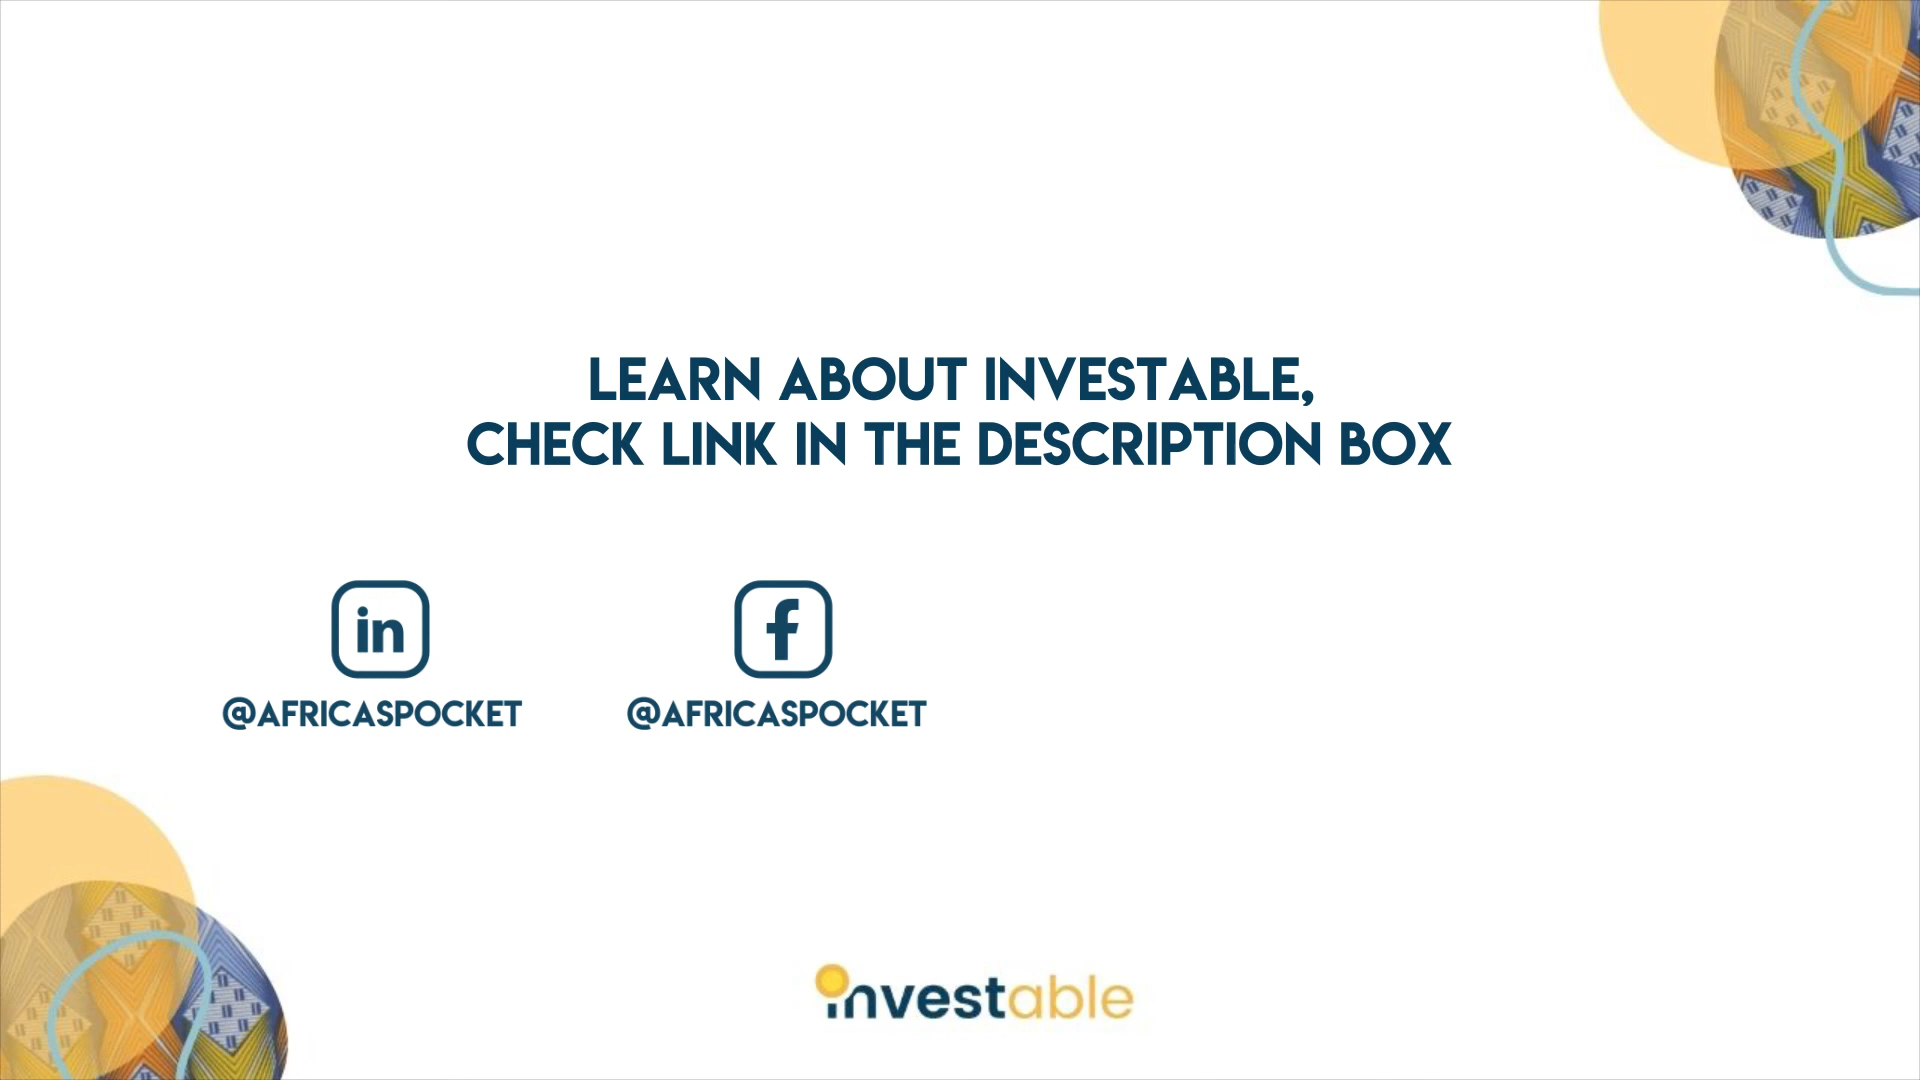 LEARN ABOUT INVESTABLE,
CHECK LINK IN THE DESCRIPTION BOX
in
f
@AFRICASPOCKET
@AFRICASPOCKET
investable